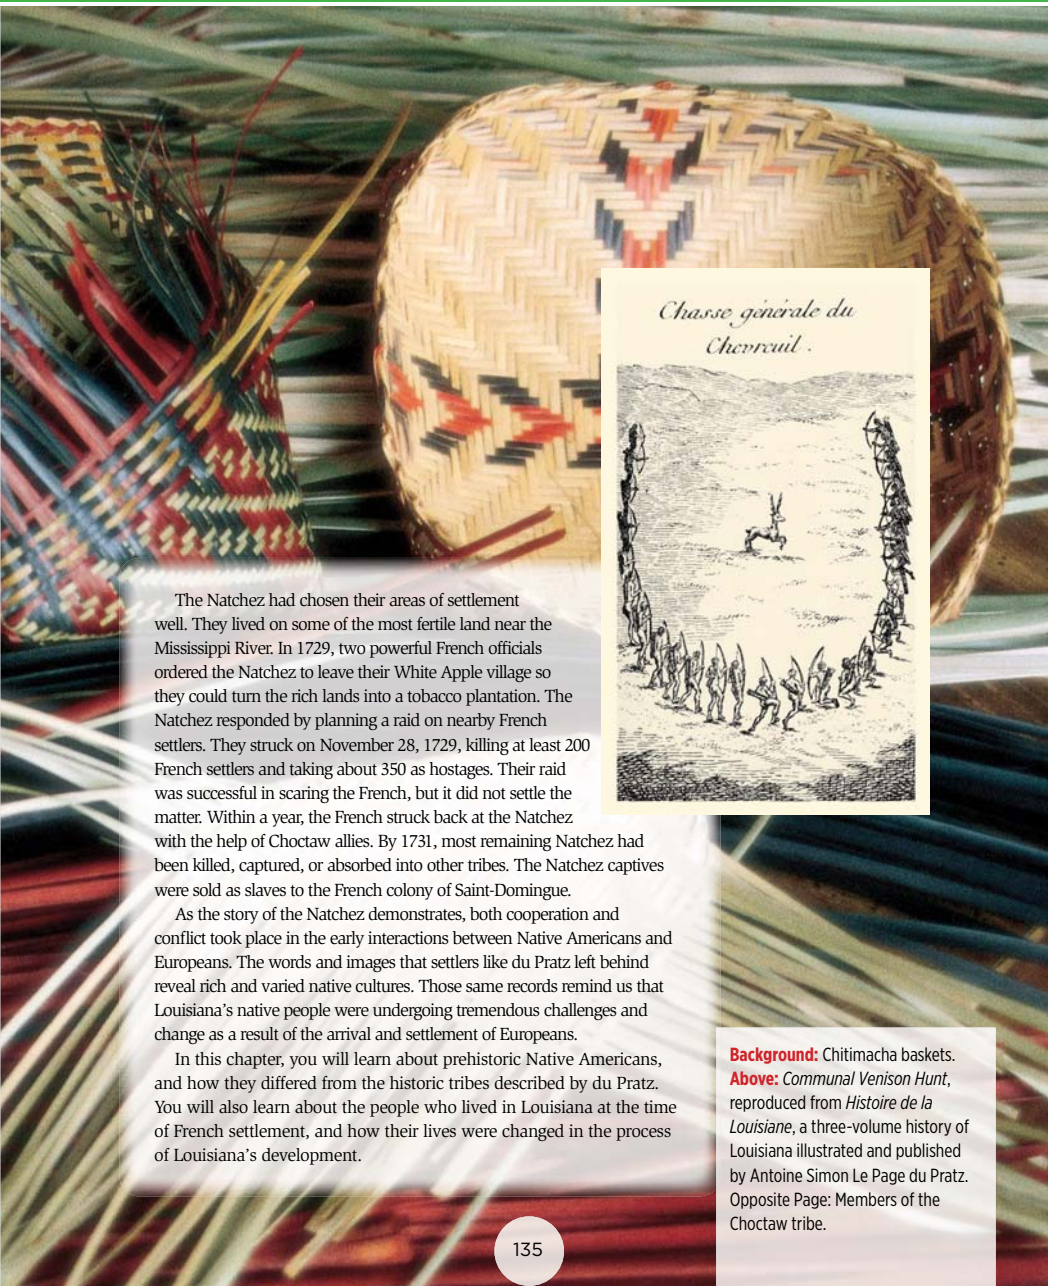 Chasse générale du
Chevreuil .
The Natchez had chosen their areas of settlement
well. They lived on some of the most fertile land near the
Mississippi River. In 1729, two powerful French officials
ordered the Natchez to leave their White Apple village so
they could turn the rich lands into a tobacco plantation. The
Natchez responded by planning a raid on nearby French
settlers. They struck on November 28, 1729, killing at least 200
French settlers and taking about 350 as hostages. Their raid
was successful in scaring the French, but it did not settle the
matter. Within a year, the French struck back at the Natchez
with the help of Choctaw allies. By 1731, most remaining Natchez had
been killed, captured, or absorbed into other tribes. The Natchez captives
were sold as slaves to the French colony of Saint-Domingue.
As the story of the Natchez demonstrates, both cooperation and
conflict took place in the early interactions between Native Americans and
Europeans. The words and images that settlers like du Pratz left behind
reveal rich and varied native cultures. Those same records remind us that
Louisiana's native people were undergoing tremendous challenges and
change as a result of the arrival and settlement of Europeans.
In this chapter, you will learn about prehistoric Native Americans,
and how they differed from the historic tribes described by du Pratz.
You will also learn about the people who lived in Louisiana at the time
of French settlement, and how their lives were changed in the process
of Louisiana's development.
Background: Chitimacha baskets.
Above: Communal Venison Hunt,
reproduced from Histoire de la
Louisiane, a three-volume history of
Louisiana illustrated and published
by Antoine Simon Le Page du Pratz.
Opposite Page: Members of the
Choctaw tribe.
135